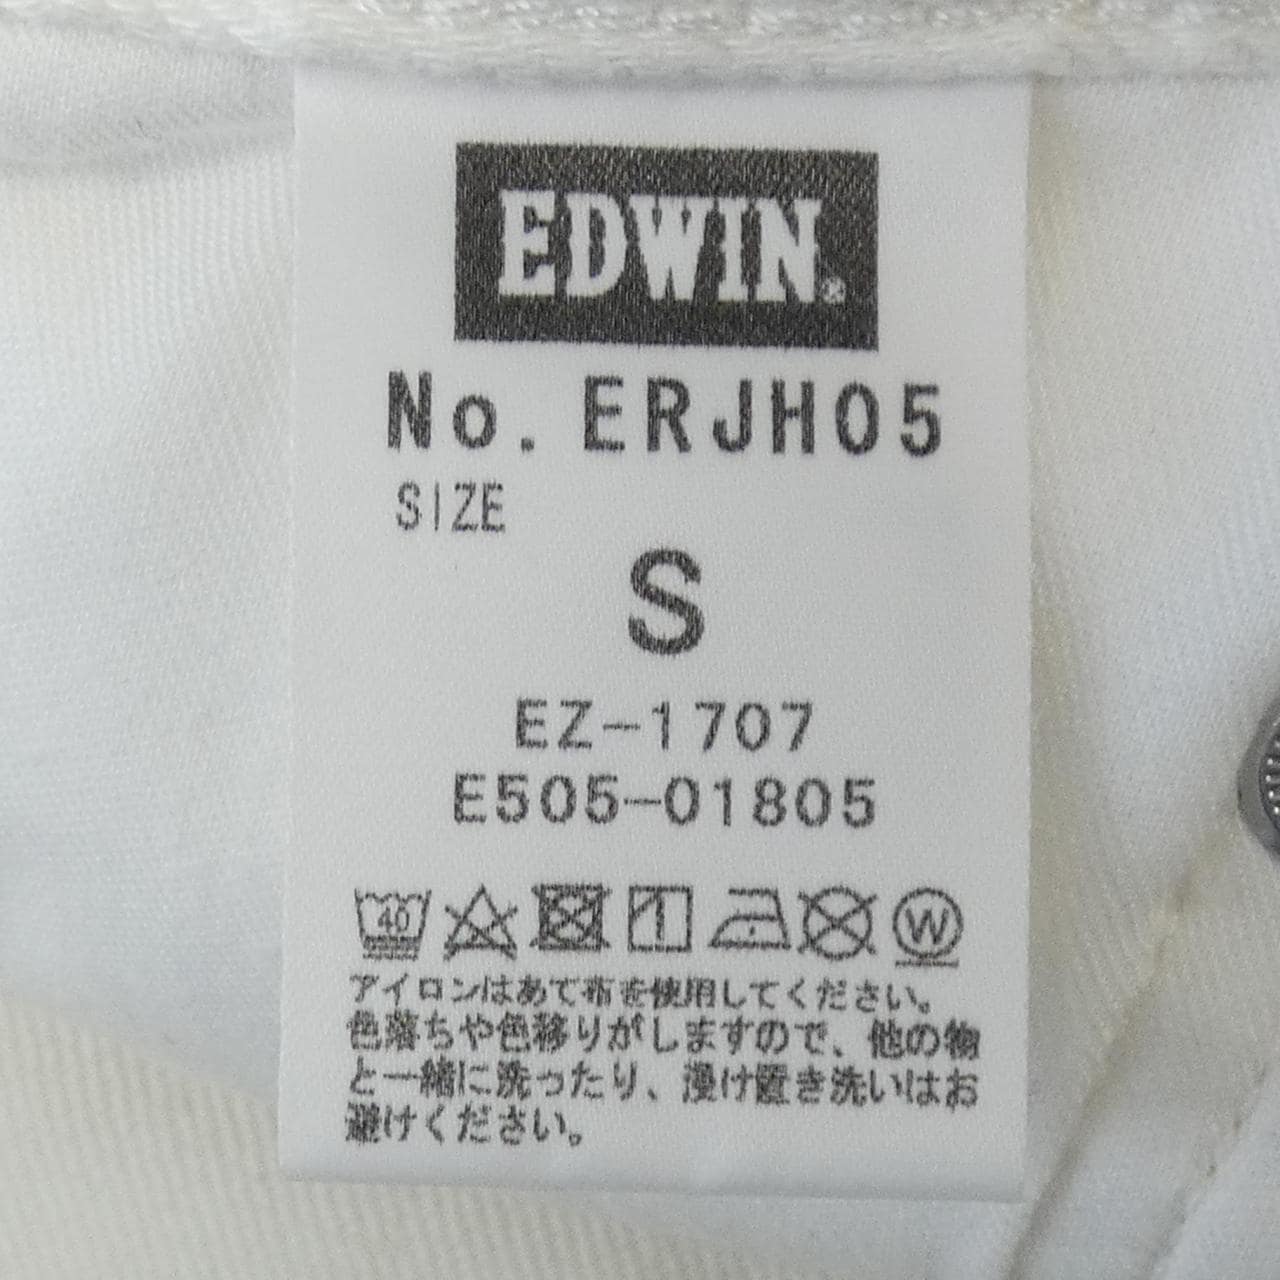 EDWIN®
No. ERJH05
SIZE
S
EZ-1707
E505-01805
40 W
アイロンはあて布を使用してください。
色落ちや色移りがしますので、他の物
と一緒に洗ったり、浸け置き洗いはお
避けください。